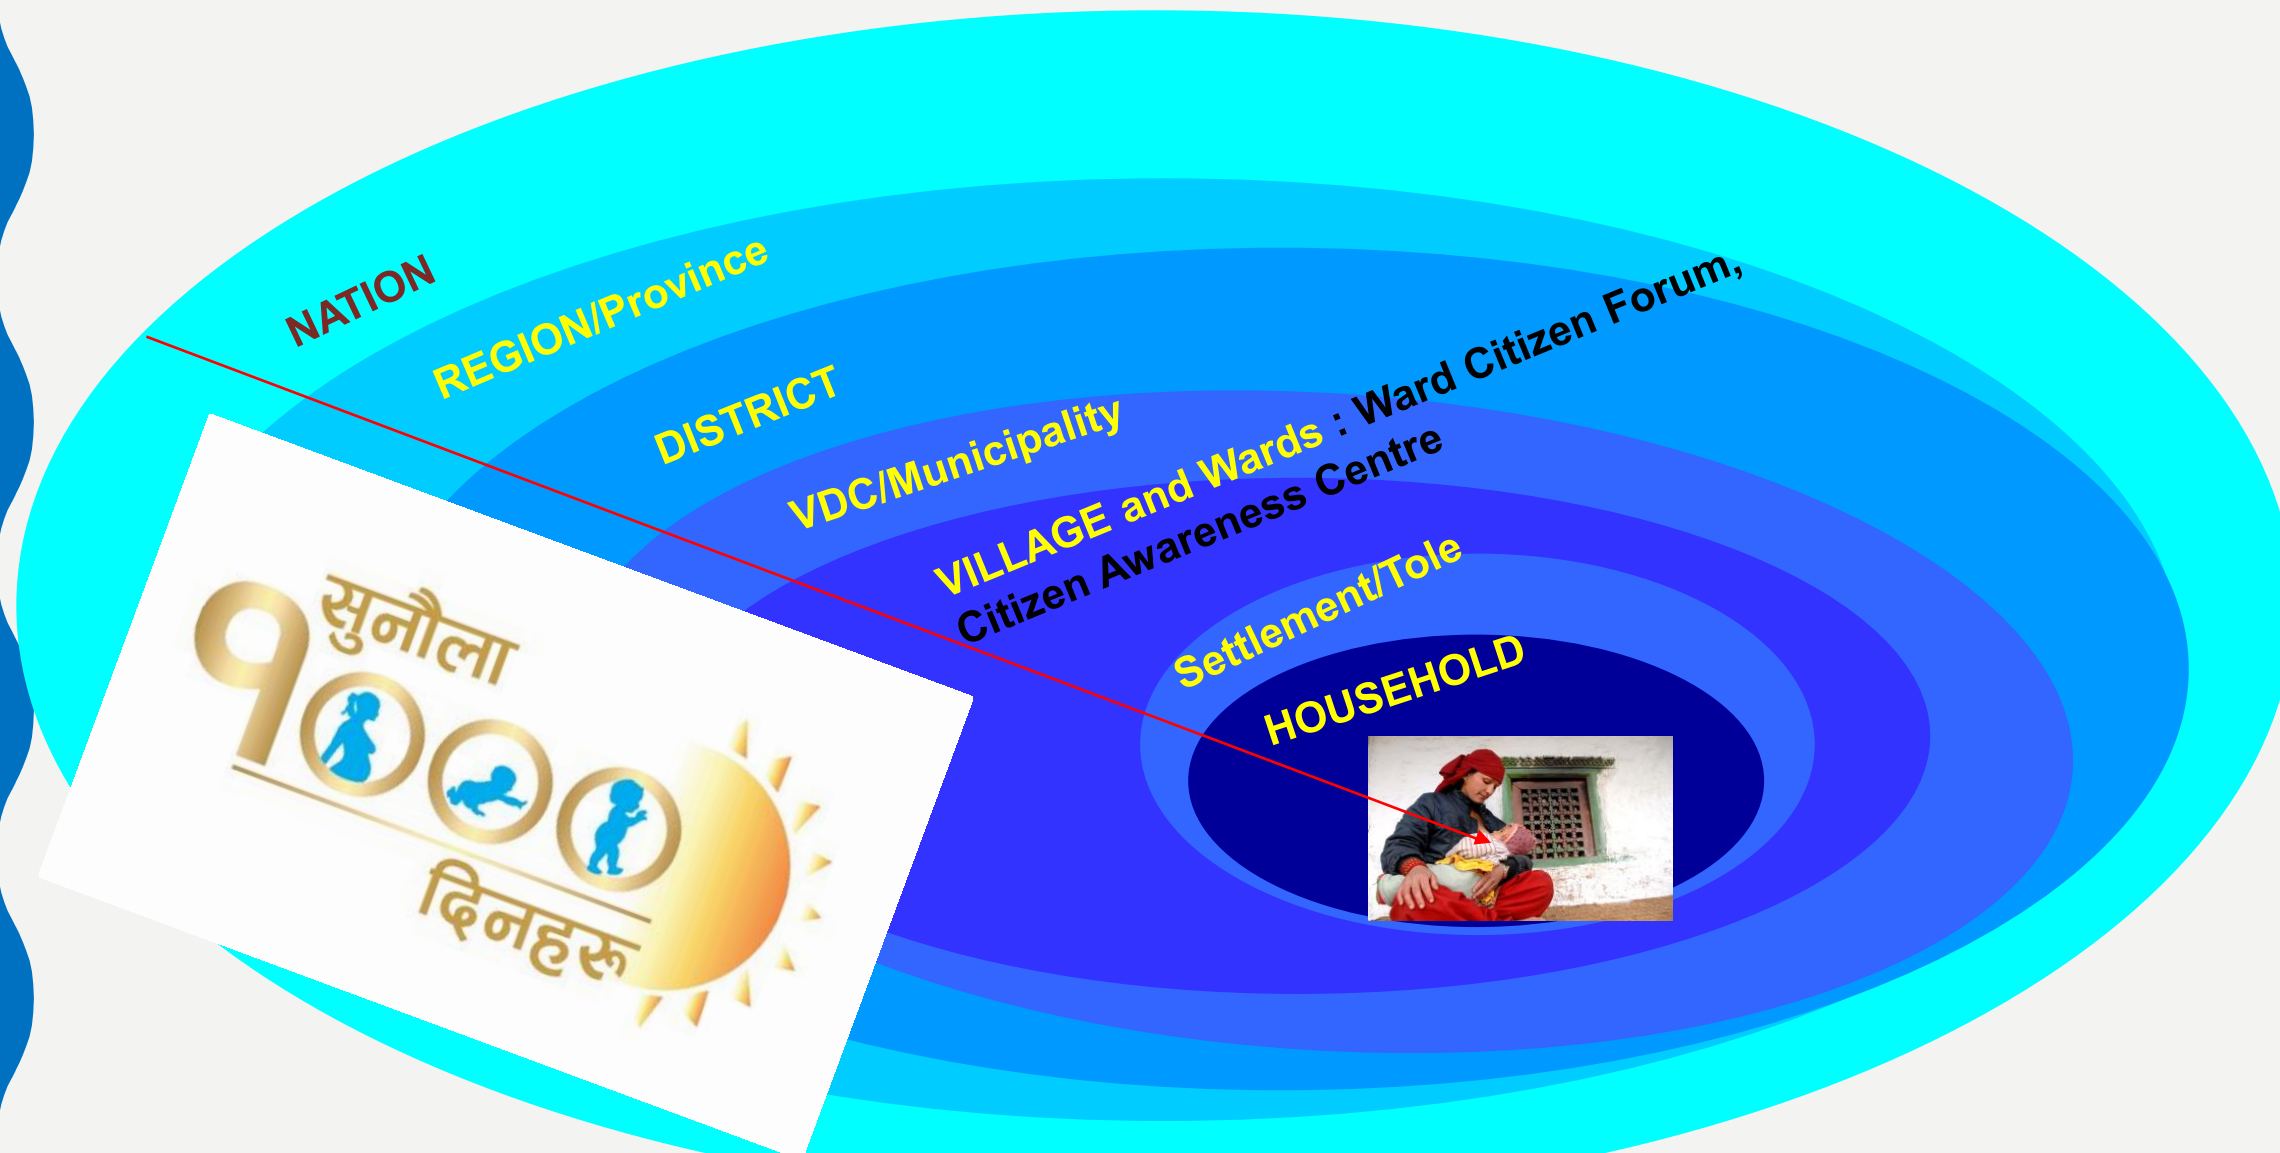 NATION
REGION/Province
DISTRICT
VDC/Municipality
VILLAGE and Wards : Ward Citizen Forum,
Citizen Awareness Centre
Settlement/Tole
HOUSEHOLD
सुनौला
१०००
दिनहरू